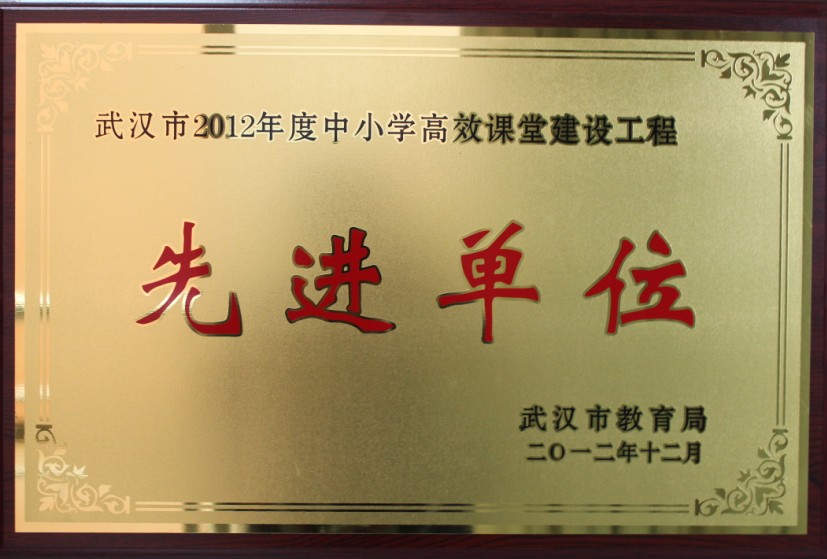 武汉市2012年度中小学高效课堂建设工程
先进单位
武汉市教育局
二〇一二年十二月